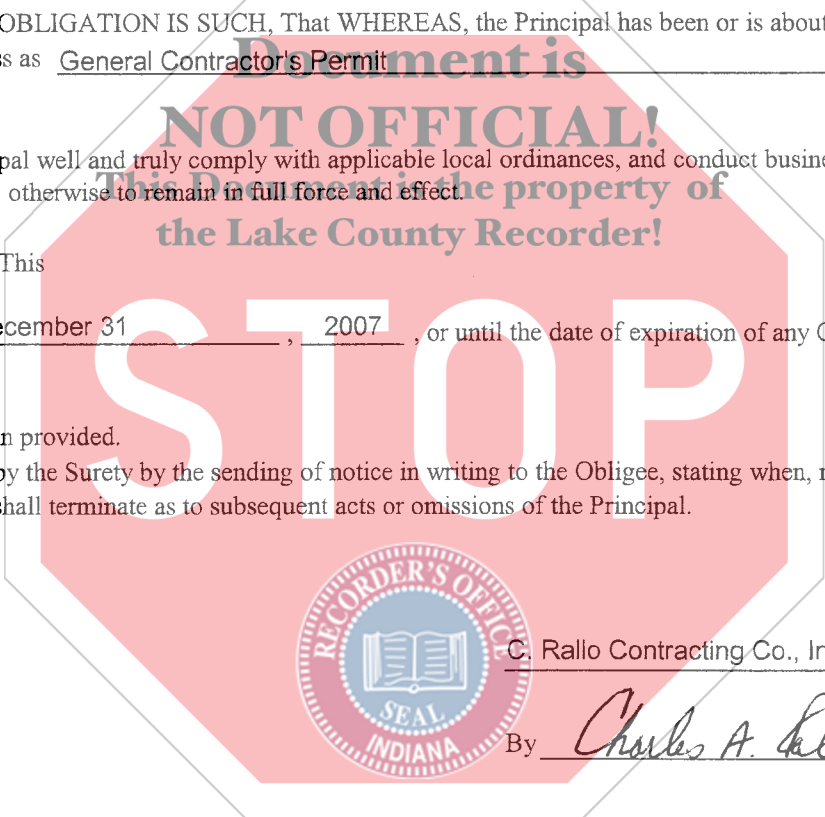 OBLIGATION IS SUCH, That WHEREAS, the Principal has been or is about
as General Contractor's Permit
Document is
NOT OFFICIAL!
well and truly comply with applicable local ordinances, and conduct
otherwise to remain in full force and effect.
This Document is the property of
the Lake County Recorder!
This
31 , 2007 , or until the date of expiration of any
STOP
provided.
by the Surety by the sending of notice in writing to the Obligee, stating when,
shall terminate as to subsequent acts or omissions of the Principal.
RECORDER'S OFFICE
SEAL
INDIANA
C. Rallo Contracting Co.,
By Charles A.